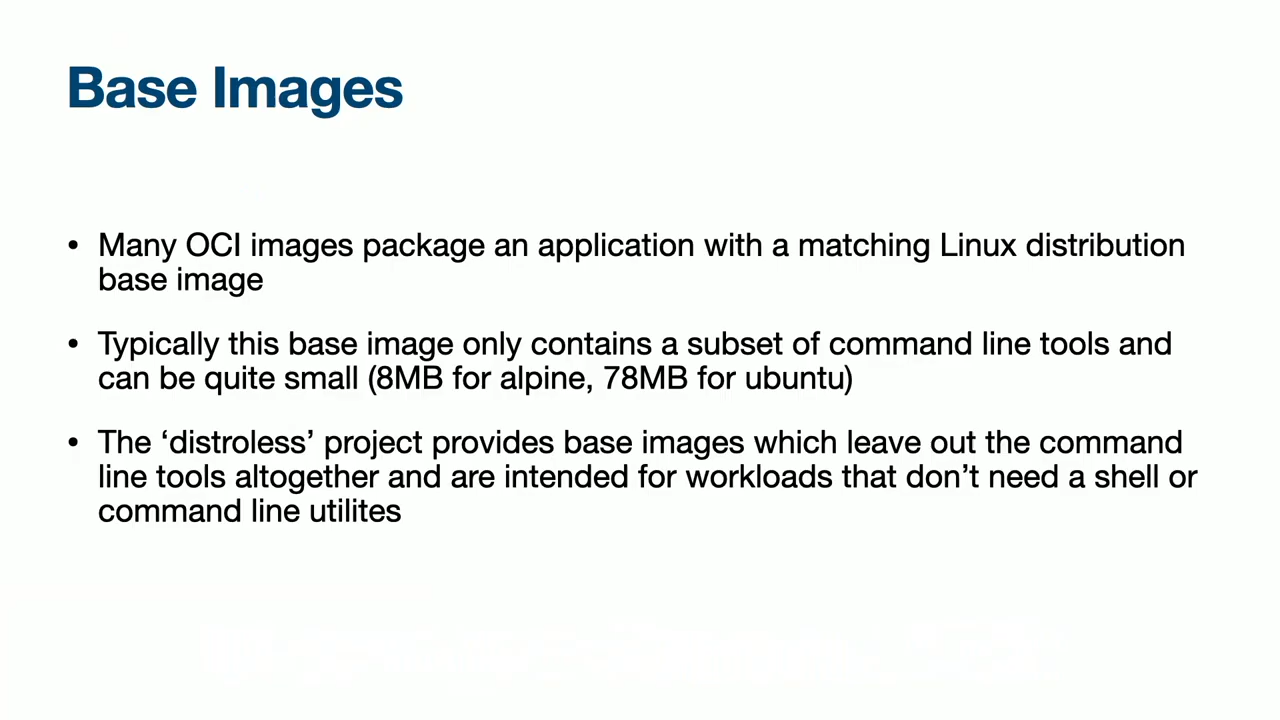 Base Images
• Many OCI images package an application with a matching Linux distribution
base image
• Typically this base image only contains a subset of command line tools and
can be quite small (8MB for alpine, 78MB for ubuntu)
• The ‘distroless’ project provides base images which leave out the command
line tools altogether and are intended for workloads that don’t need a shell or
command line utilites